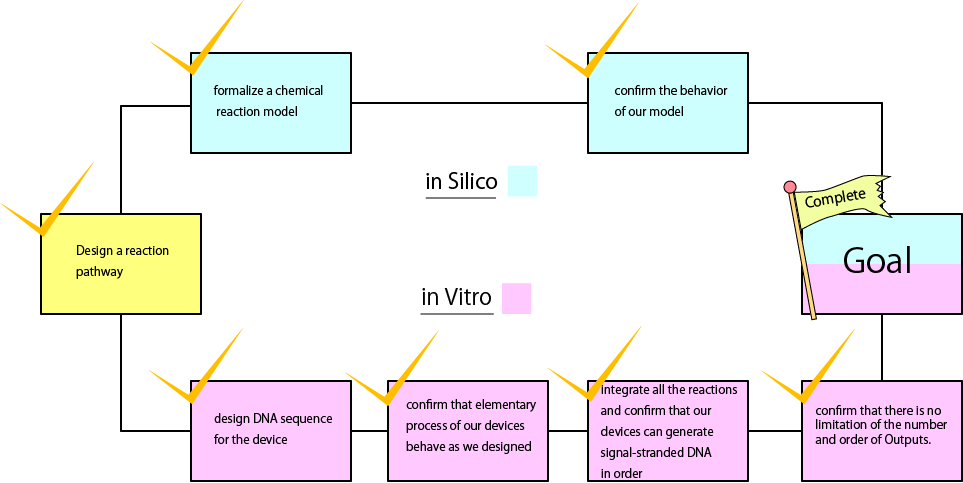 formalize a chemical
reaction model
confirm the behavior
of our model
in Silico
Complete
Design a reaction
pathway
Goal
in Vitro
design DNA sequence
for the device
confirm that elementary
process of our devices
behave as we designed
integrate all the reactions
and confirm that our
devices can generate
signal-stranded DNA
in order
confirm that there is no
limitation of the number
and order of Outputs.